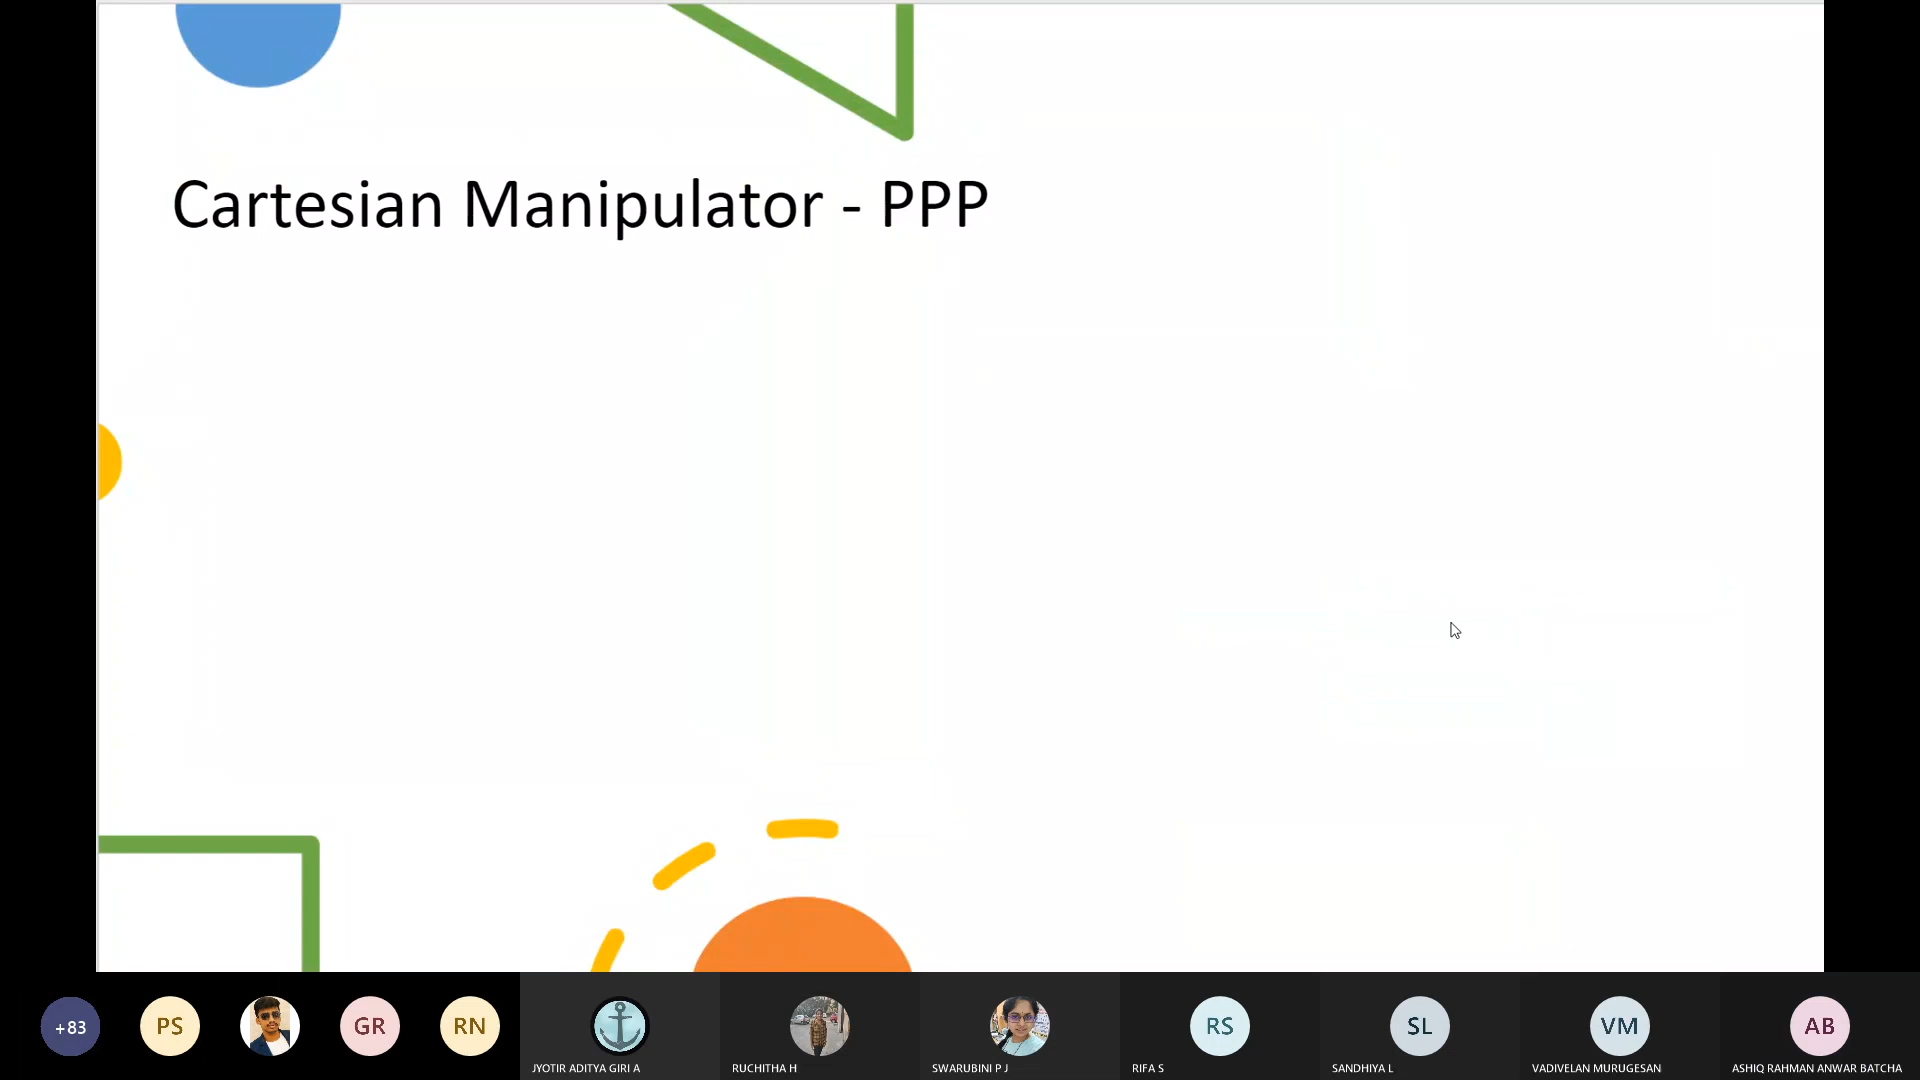 Cartesian Manipulator - PPP
+83
PS
GR
RN
RS
SL
VM
AB
JYOTIR ADITYA GIRI A
RUCHITHA H
SWARUBINI P J
RIFA S
SANDHIYA L
VADIVELAN MURUGESAN
ASHIQ RAHMAN ANWAR BATCHA